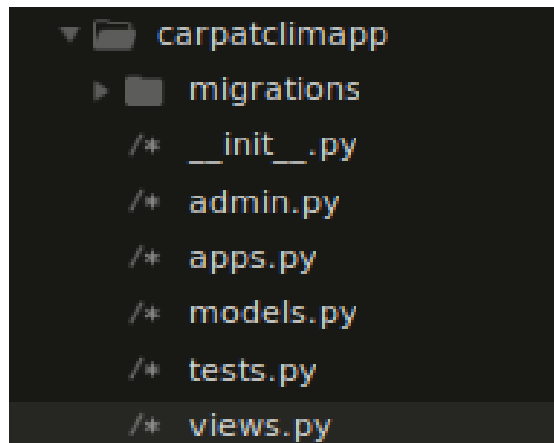 carpatclimapp
migrations
/* __init__.py
/* admin.py
/* apps.py
/* models.py
/* tests.py
/* views.py